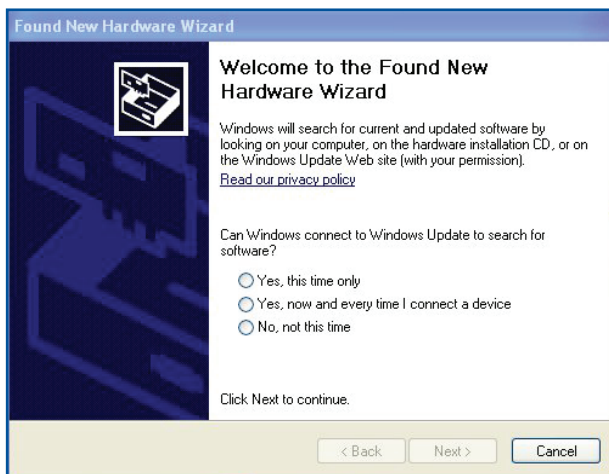 Found New Hardware Wizard
Welcome to the Found New
Hardware Wizard
Windows will search for current and updated software by
looking on your computer, on the hardware installation CD, or on
the Windows Update Web site (with your permission).
Read our privacy policy
Can Windows connect to Windows Update to search for
software?
Yes, this time only
Yes, now and every time I connect a device
No, not this time
Click Next to continue.
< Back
Next >
Cancel